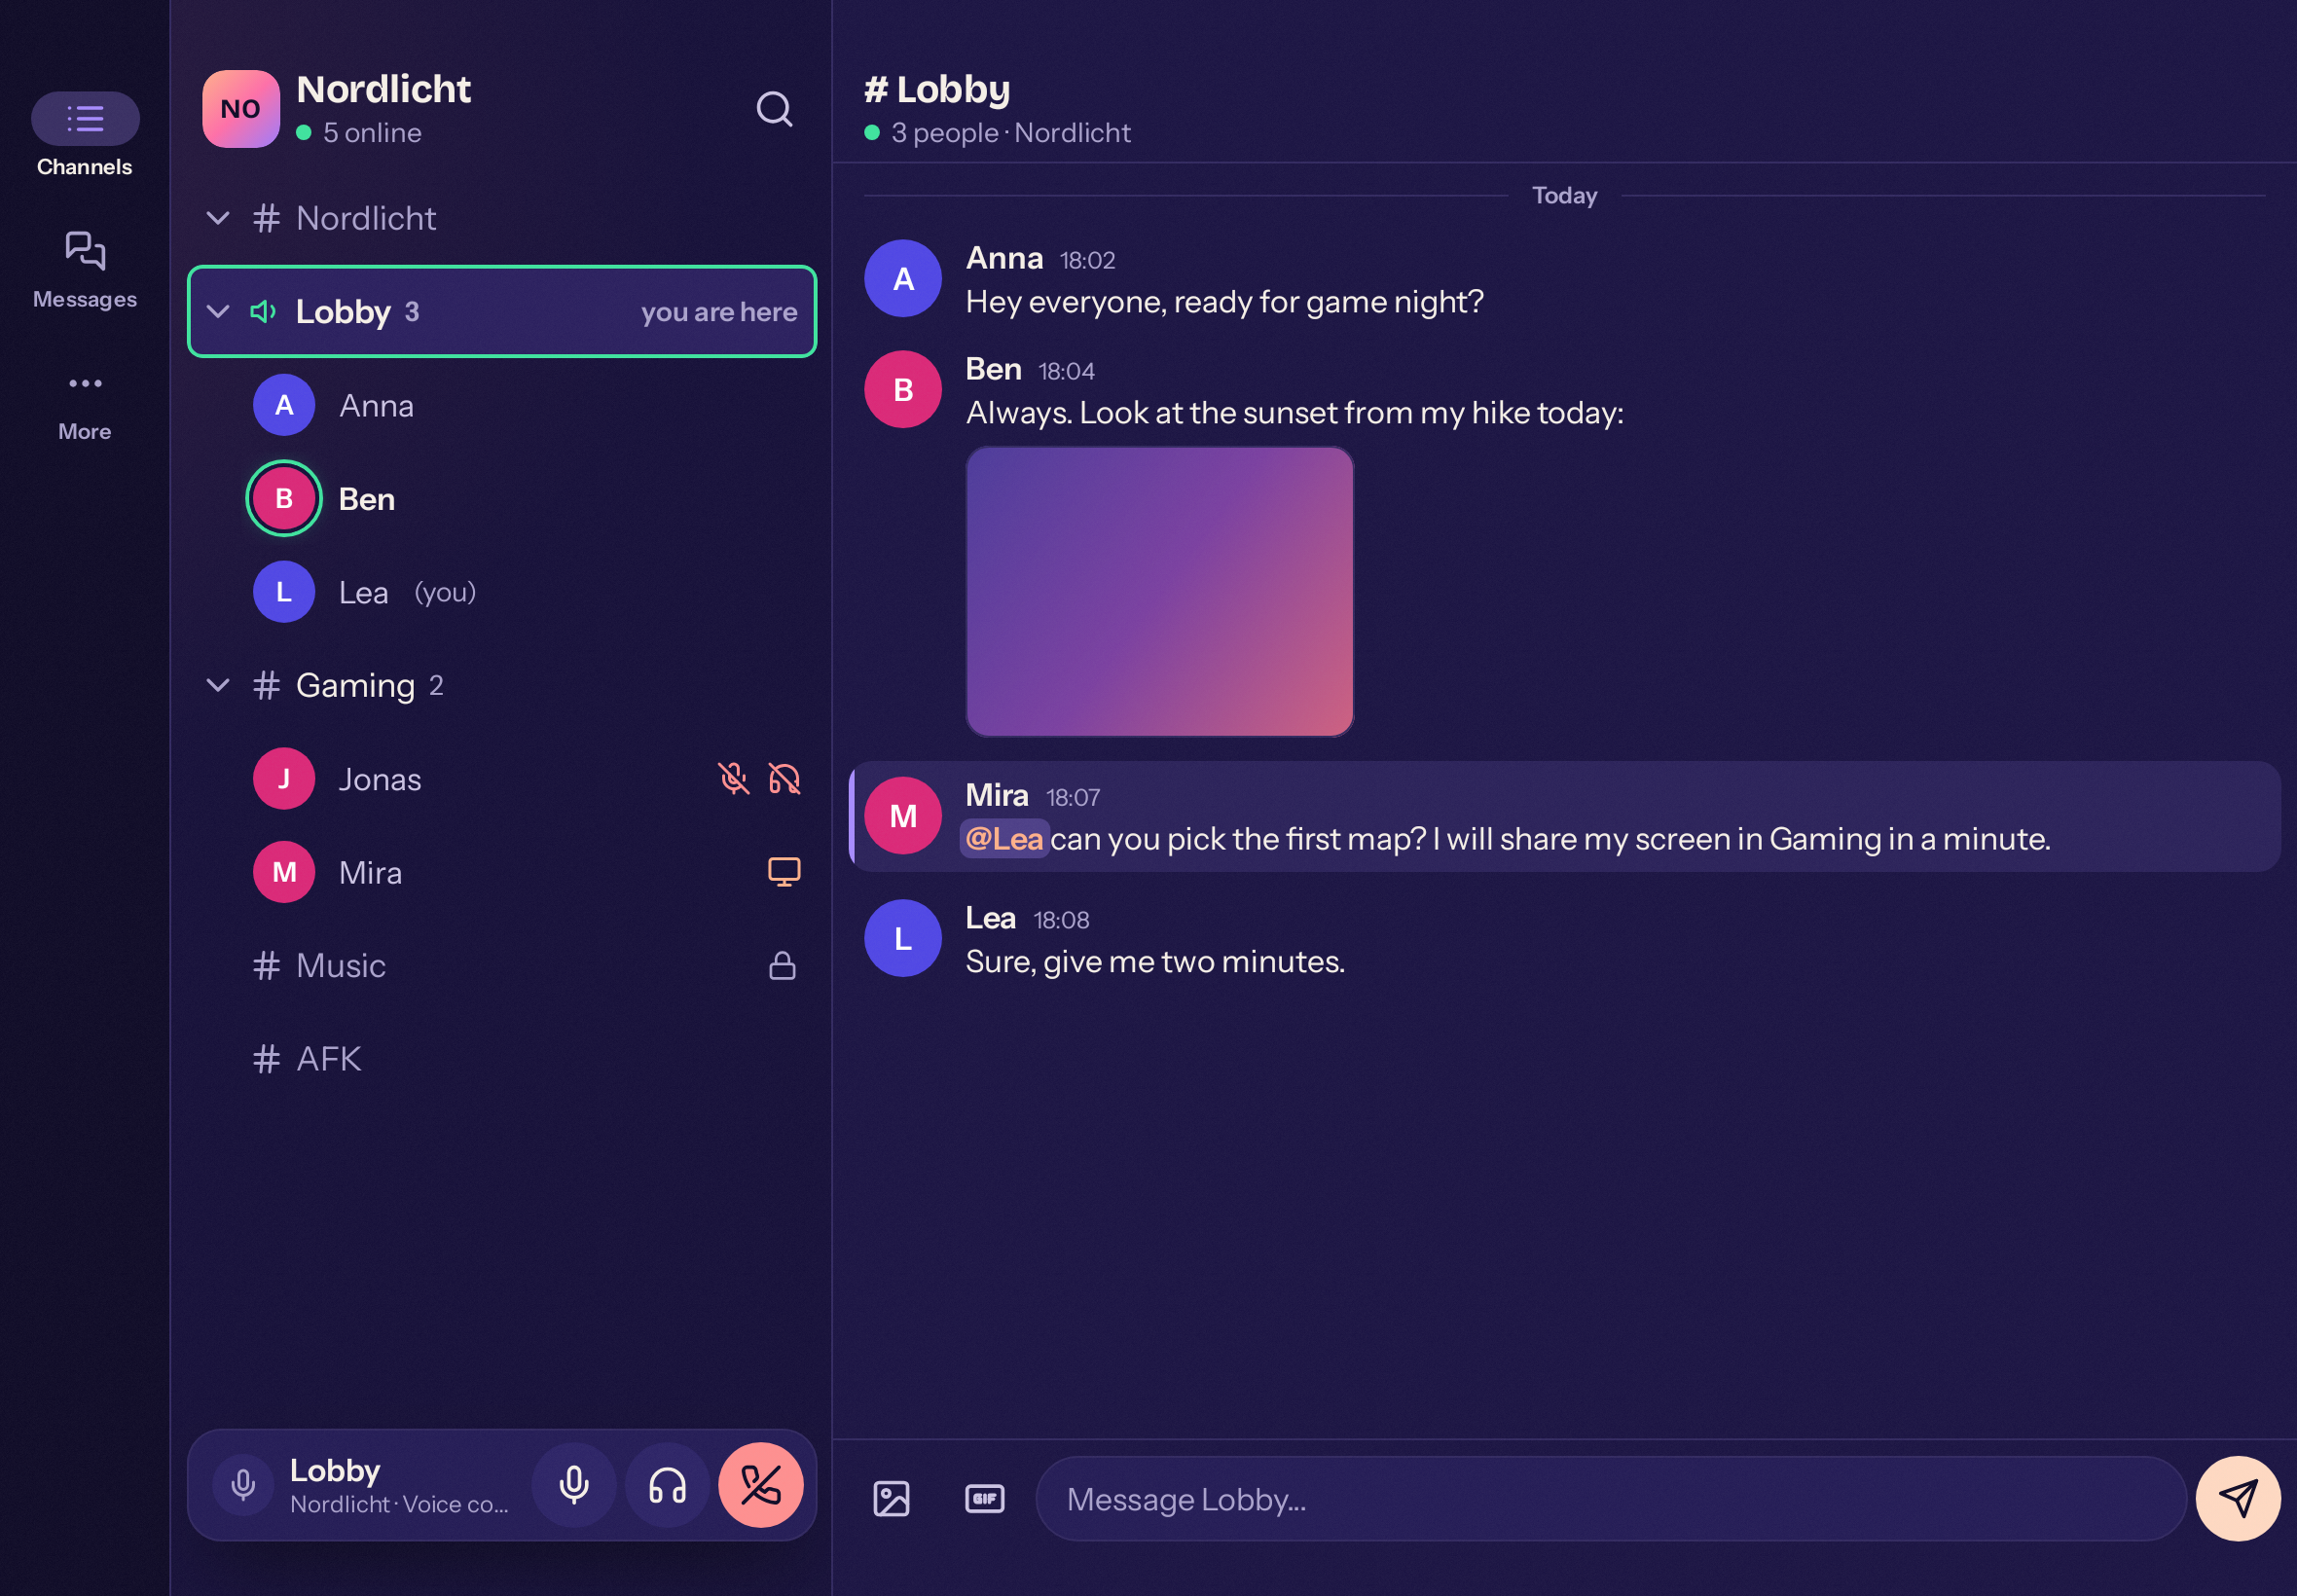 Channels
Messages
More
NO
Nordlicht
5 online
# Nordlicht
Lobby 3 you are here
A Anna
B Ben
L Lea (you)
# Gaming 2
J Jonas
M Mira
# Music
# AFK
Lobby
Nordlicht · Voice co...
# Lobby
3 people · Nordlicht
Today
A
Anna 18:02
Hey everyone, ready for game night?
B
Ben 18:04
Always. Look at the sunset from my hike today:
M
Mira 18:07
@Lea can you pick the first map? I will share my screen in Gaming in a minute.
L
Lea 18:08
Sure, give me two minutes.
GIF
Message Lobby...